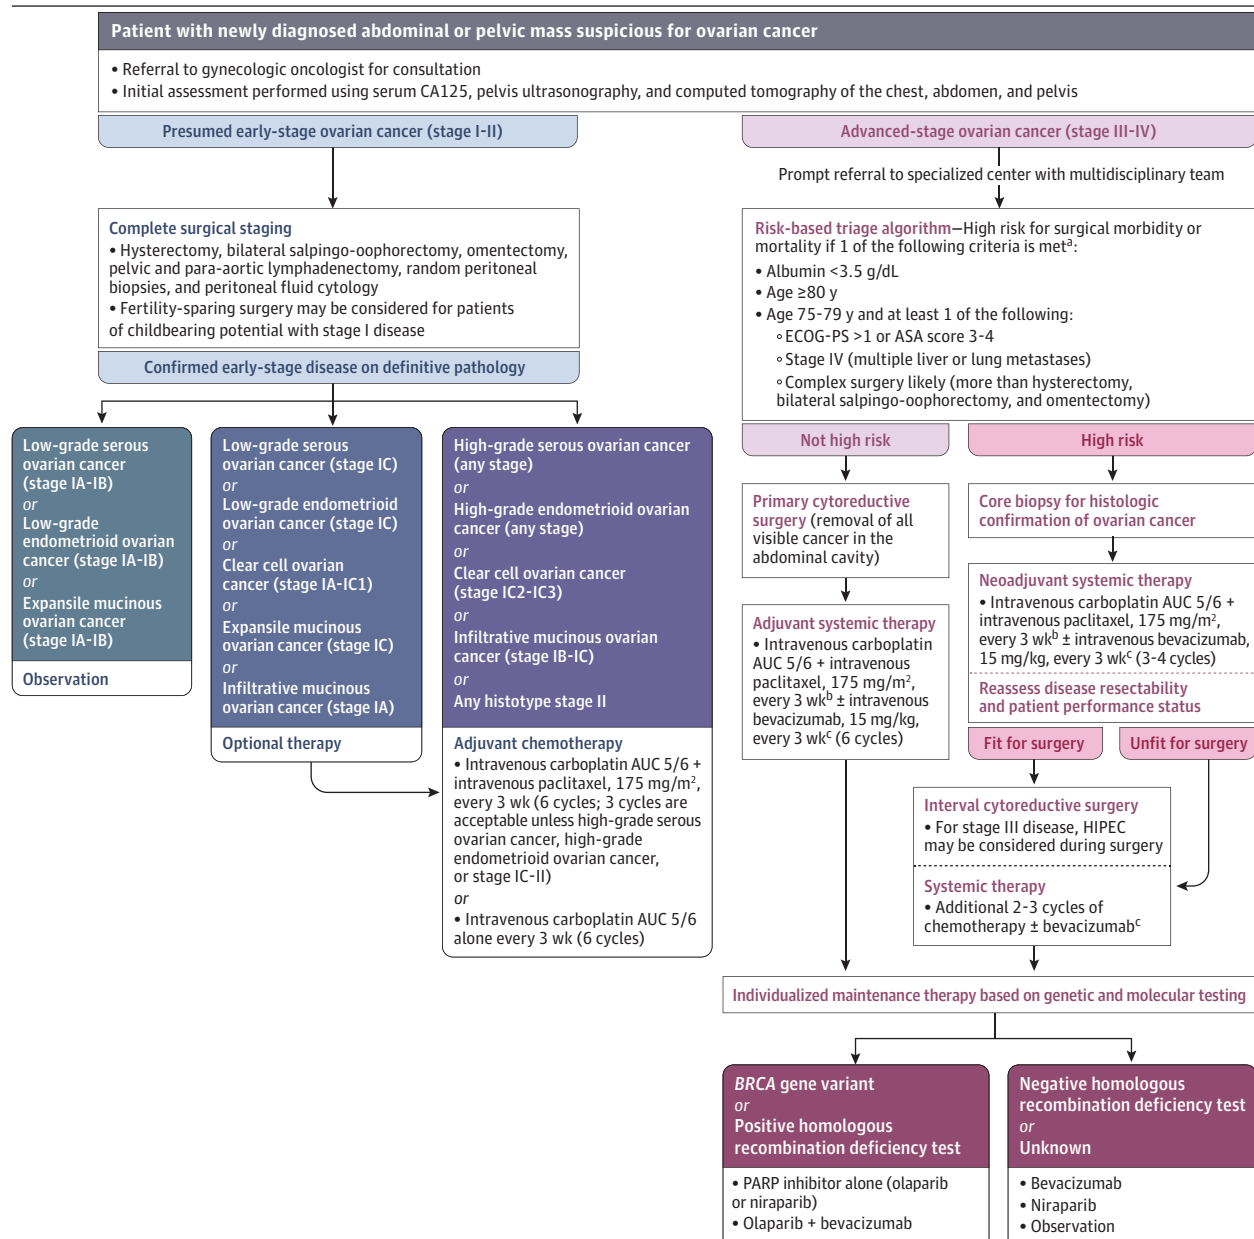 Patient with newly diagnosed abdominal or pelvic mass suspicious for ovarian cancer
• Referral to gynecologic oncologist for consultation
• Initial assessment performed using serum CA125, pelvis ultrasonography, and computed tomography of the chest, abdomen, and pelvis
Presumed early-stage ovarian cancer (stage I-II)
Complete surgical staging
• Hysterectomy, bilateral salpingo-oophorectomy, omentectomy,
pelvic and para-aortic lymphadenectomy, random peritoneal
biopsies, and peritoneal fluid cytology
• Fertility-sparing surgery may be considered for patients
of childbearing potential with stage I disease
Confirmed early-stage disease on definitive pathology
Low-grade serous
ovarian cancer
(stage IA-IB)
or
Low-grade
endometrioid ovarian
cancer (stage IA-IB)
or
Expansile mucinous
ovarian cancer
(stage IA-IB)
Observation
Low-grade serous
ovarian cancer (stage IC)
or
Low-grade endometrioid
ovarian cancer (stage IC)
or
Clear cell ovarian
cancer (stage IA-IC1)
or
Expansile mucinous
ovarian cancer (stage IC)
or
Infiltrative mucinous
ovarian cancer (stage IA)
Optional therapy
High-grade serous ovarian cancer
(any stage)
or
High-grade endometrioid ovarian
cancer (any stage)
or
Clear cell ovarian cancer
(stage IC2-IC3)
or
Infiltrative mucinous ovarian
cancer (stage IB-IC)
or
Any histotype stage II
Adjuvant chemotherapy
• Intravenous carboplatin AUC 5/6 +
intravenous paclitaxel, 175 mg/m²,
every 3 wk (6 cycles; 3 cycles are
acceptable unless high-grade serous
ovarian cancer, high-grade
endometrioid ovarian cancer,
or stage IC-II)
or
• Intravenous carboplatin AUC 5/6
alone every 3 wk (6 cycles)
Advanced-stage ovarian cancer (stage III-IV)
Prompt referral to specialized center with multidisciplinary team
Risk-based triage algorithm—High risk for surgical morbidity or
mortality if 1 of the following criteria is metᵃ:
• Albumin <3.5 g/dL
• Age ≥80 y
• Age 75-79 y and at least 1 of the following:
◦ ECOG-PS >1 or ASA score 3-4
◦ Stage IV (multiple liver or lung metastases)
◦ Complex surgery likely (more than hysterectomy,
bilateral salpingo-oophorectomy, and omentectomy)
Not high risk
Primary cytoreductive
surgery (removal of all
visible cancer in the
abdominal cavity)
Adjuvant systemic therapy
• Intravenous carboplatin
AUC 5/6 + intravenous
paclitaxel, 175 mg/m²,
every 3 wkᵇ ± intravenous
bevacizumab, 15 mg/kg,
every 3 wkᶜ (6 cycles)
High risk
Core biopsy for histologic
confirmation of ovarian cancer
Neoadjuvant systemic therapy
• Intravenous carboplatin AUC 5/6 +
intravenous paclitaxel, 175 mg/m²,
every 3 wkᵇ ± intravenous bevacizumab,
15 mg/kg, every 3 wkᶜ (3-4 cycles)
Reassess disease resectability
and patient performance status
Fit for surgery
Unfit for surgery
Interval cytoreductive surgery
• For stage III disease, HIPEC
may be considered during surgery
Systemic therapy
• Additional 2-3 cycles of
chemotherapy ± bevacizumabᶜ
Individualized maintenance therapy based on genetic and molecular testing
BRCA gene variant
or
Positive homologous
recombination deficiency test
• PARP inhibitor alone (olaparib
or niraparib)
• Olaparib + bevacizumab
Negative homologous
recombination deficiency test
or
Unknown
• Bevacizumab
• Niraparib
• Observation